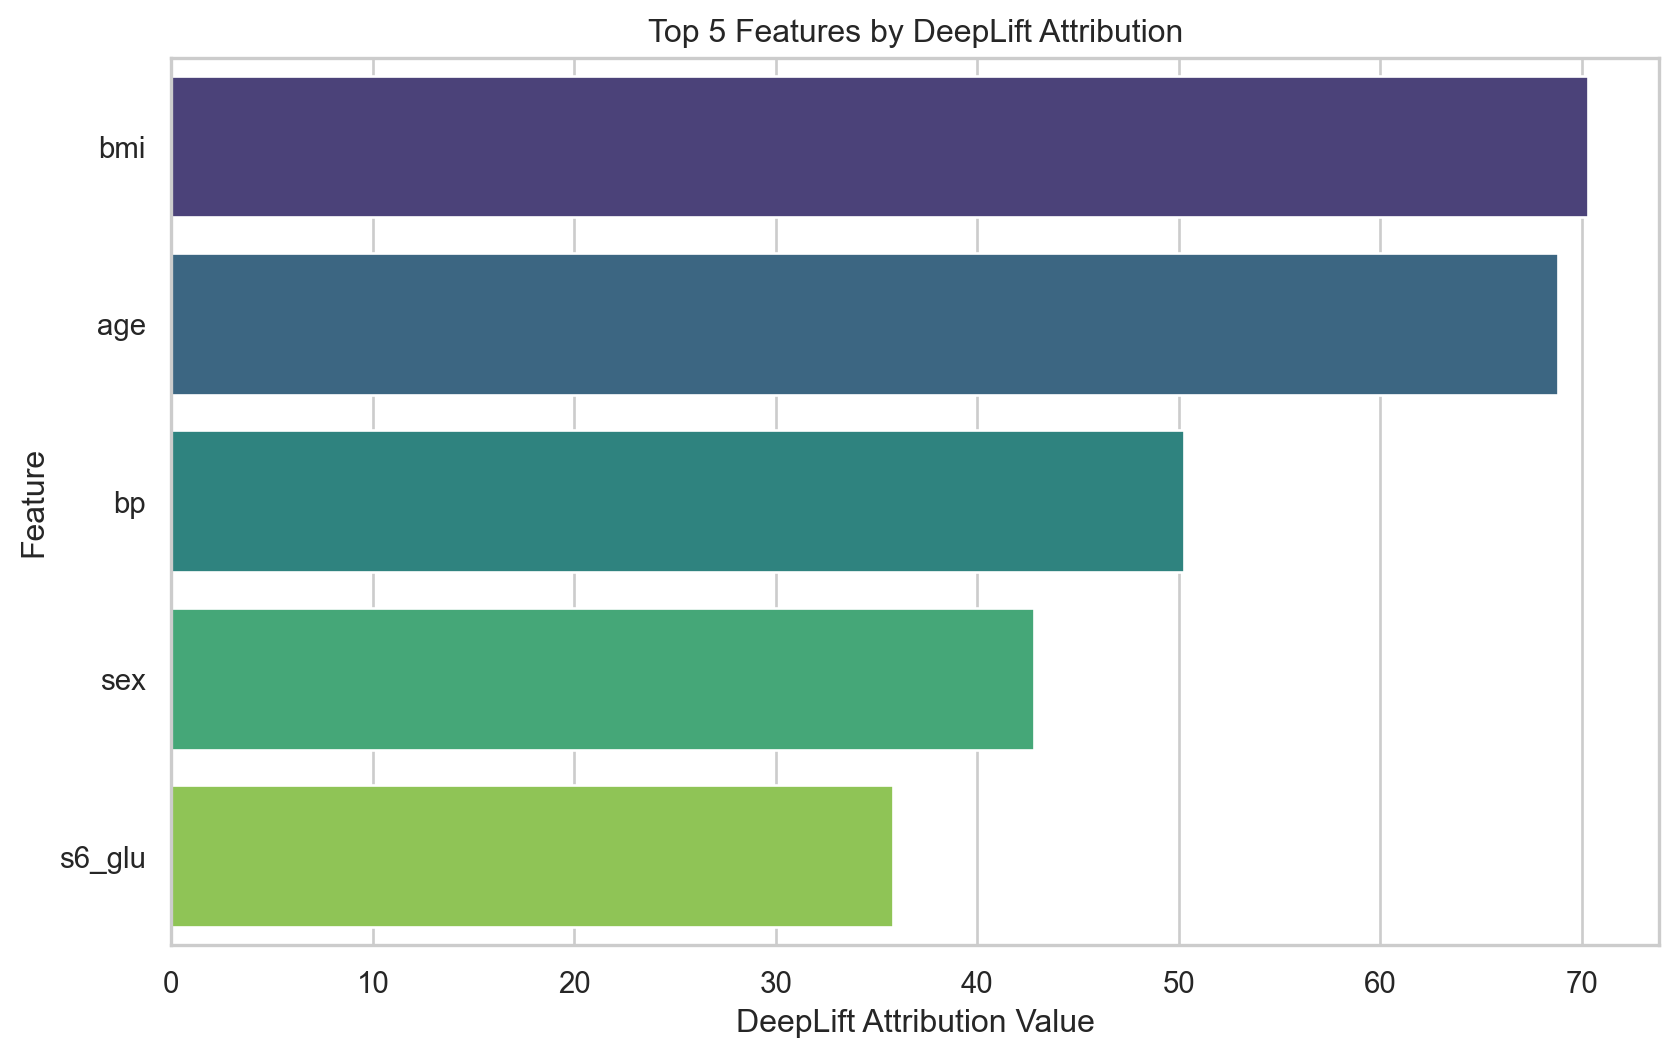 Top 5 Features by DeepLift Attribution
Feature
bmi
age
bp
sex
s6_glu
0 10 20 30 40 50 60 70
DeepLift Attribution Value